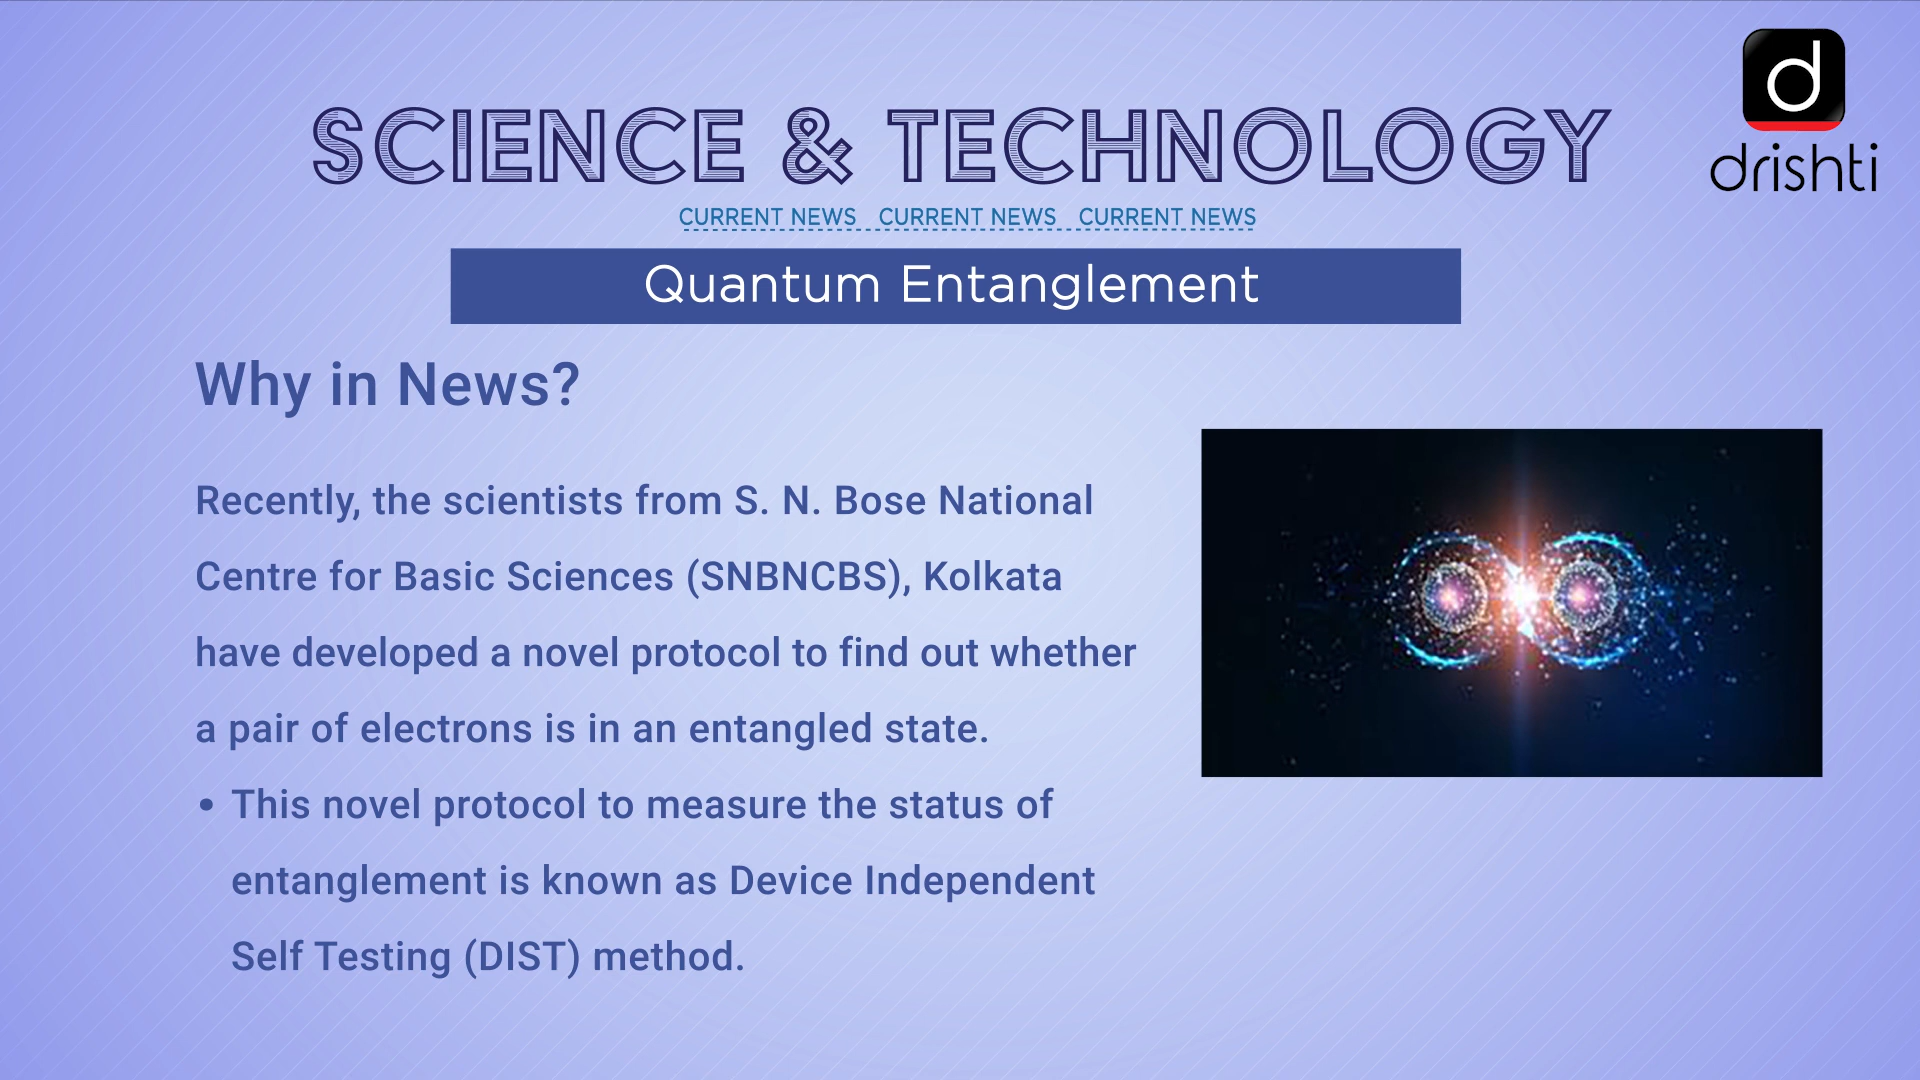 d
drishti
SCIENCE & TECHNOLOGY
CURRENT NEWS CURRENT NEWS CURRENT NEWS
Quantum Entanglement
Why in News?
Recently, the scientists from S. N. Bose National
Centre for Basic Sciences (SNBNCBS), Kolkata
have developed a novel protocol to find out whether
a pair of electrons is in an entangled state.
• This novel protocol to measure the status of
entanglement is known as Device Independent
Self Testing (DIST) method.